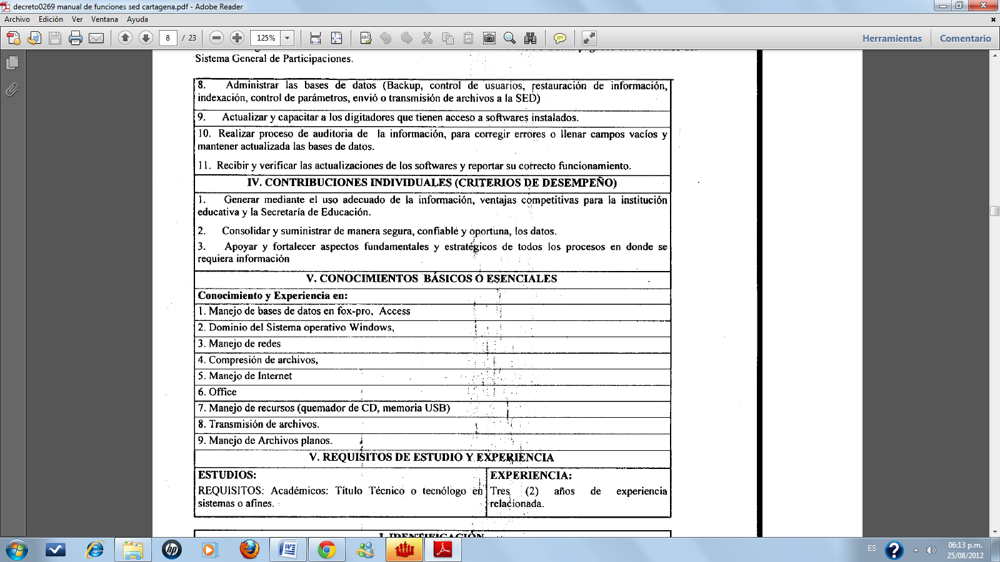 decreto0269 manual de funciones sed cartagena.pdf - Adobe Reader
Archivo Edición Ver Ventana Ayuda
8 / 23 125% Herramientas Comentario
Sistema General de Participaciones.
8. Administrar las bases de datos (Backup, control de usuarios, restauración de información,
indexación, control de parámetros, envió o transmisión de archivos a la SED)
9. Actualizar y capacitar a los digitadores que tienen acceso a softwares instalados.
10. Realizar proceso de auditoria de la información, para corregir errores o llenar campos vacíos y
mantener actualizada las bases de datos.
11. Recibir y verificar las actualizaciones de los softwares y reportar su correcto funcionamiento.
IV. CONTRIBUCIONES INDIVIDUALES (CRITERIOS DE DESEMPEÑO)
1. Generar mediante el uso adecuado de la información, ventajas competitivas para la institución
educativa y la Secretaría de Educación.
2. Consolidar y suministrar de manera segura, confiable y oportuna, los datos.
3. Apoyar y fortalecer aspectos fundamentales y estratégicos de todos los procesos en donde se
requiera información
V. CONOCIMIENTOS BÁSICOS O ESENCIALES
Conocimiento y Experiencia en:
1. Manejo de bases de datos en fox-pro, Access
2. Dominio del Sistema operativo Windows,
3. Manejo de redes
4. Compresión de archivos,
5. Manejo de Internet
6. Office
7. Manejo de recursos (quemador de CD, memoria USB)
8. Transmisión de archivos.
9. Manejo de Archivos planos.
V. REQUISITOS DE ESTUDIO Y EXPERIENCIA
ESTUDIOS:
REQUISITOS: Académicos: Título Técnico o tecnólogo en
sistemas o afines.
EXPERIENCIA:
Tres (2) años de experiencia
relacionada.
I. IDENTIFICACIÓN
ES
06:13 p.m.
25/08/2012